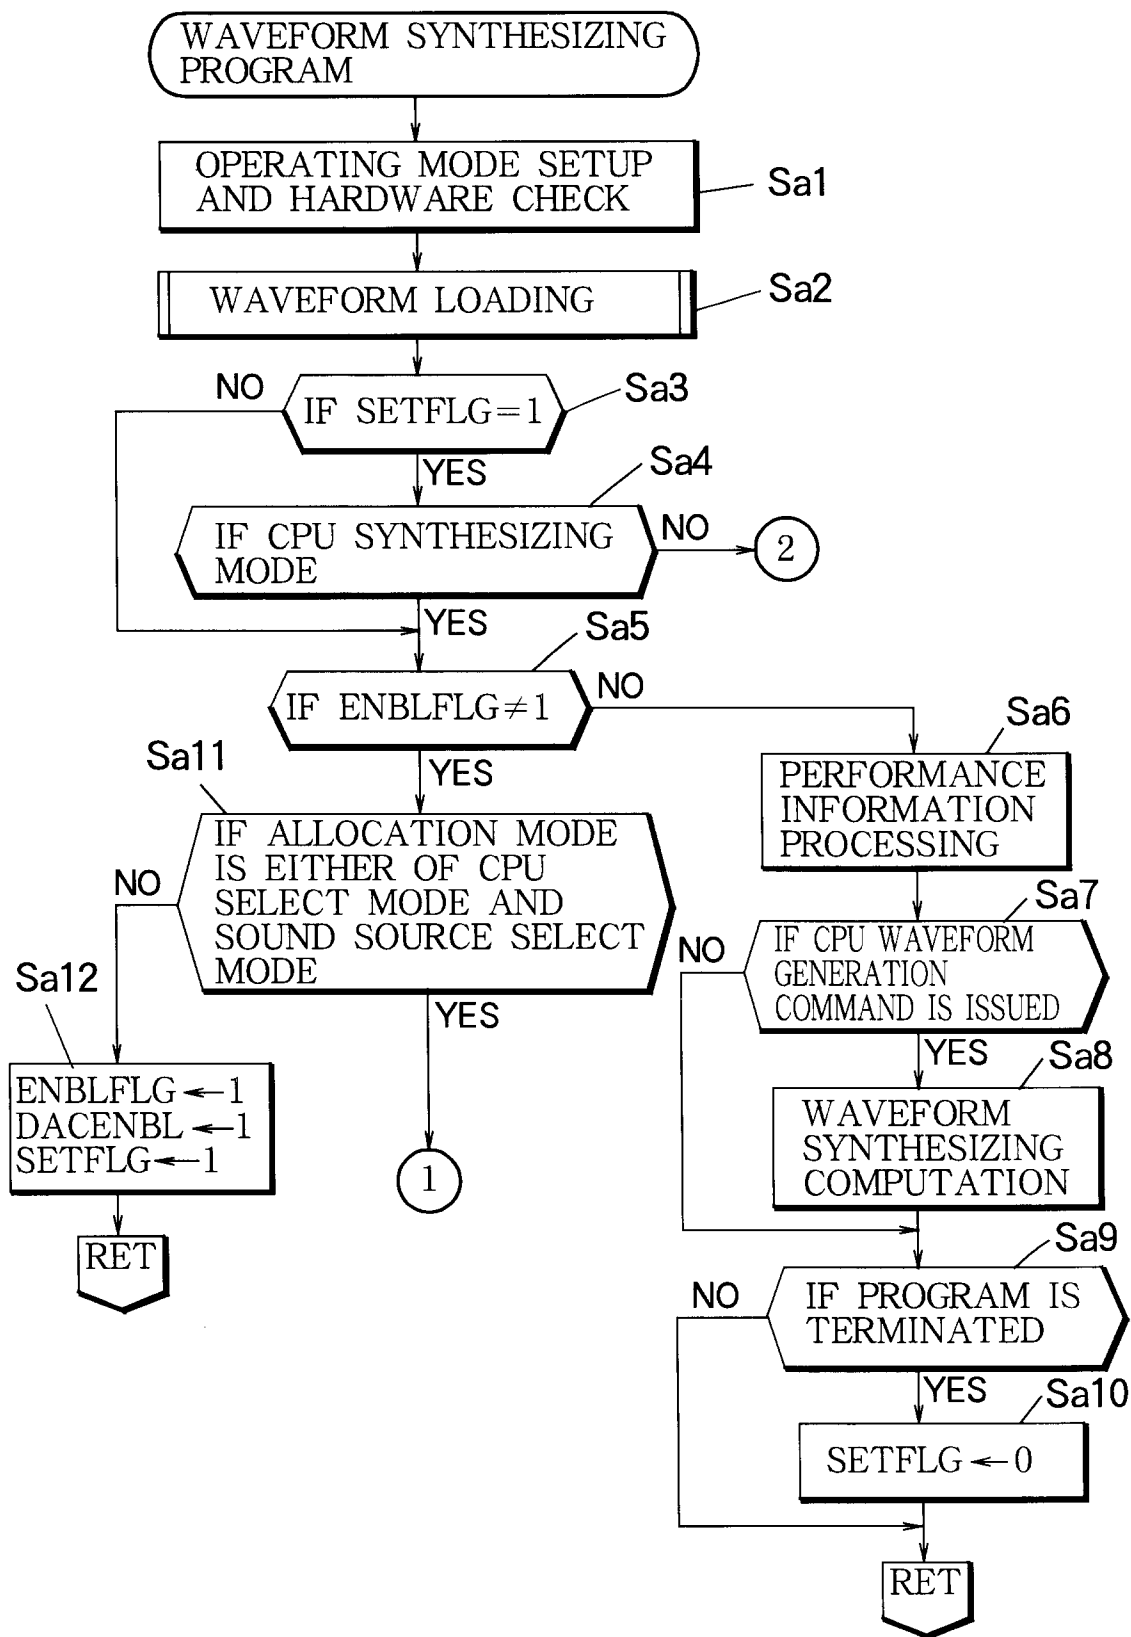 WAVEFORM SYNTHESIZING
PROGRAM
OPERATING MODE SETUP
AND HARDWARE CHECK
Sa1
WAVEFORM LOADING
Sa2
NO
IF SETFLG=1
Sa3
YES
Sa4
IF CPU SYNTHESIZING
MODE
NO
2
YES
Sa5
IF ENBLFLG≠1
NO
YES
Sa6
PERFORMANCE
INFORMATION
PROCESSING
Sa11
IF ALLOCATION MODE
IS EITHER OF CPU
SELECT MODE AND
SOUND SOURCE SELECT
MODE
NO
YES
Sa7
IF CPU WAVEFORM
GENERATION
COMMAND IS ISSUED
NO
YES
Sa12
ENBLFLG←1
DACENBL←1
SETFLG←1
RET
1
Sa8
WAVEFORM
SYNTHESIZING
COMPUTATION
Sa9
IF PROGRAM IS
TERMINATED
NO
YES
Sa10
SETFLG←0
RET